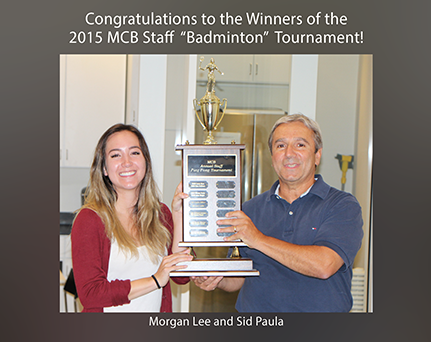 Congratulations to the Winners of the
2015 MCB Staff “Badminton” Tournament!
MCB
Annual Staff
Ping Pong Tournament
Morgan Lee and Sid Paula